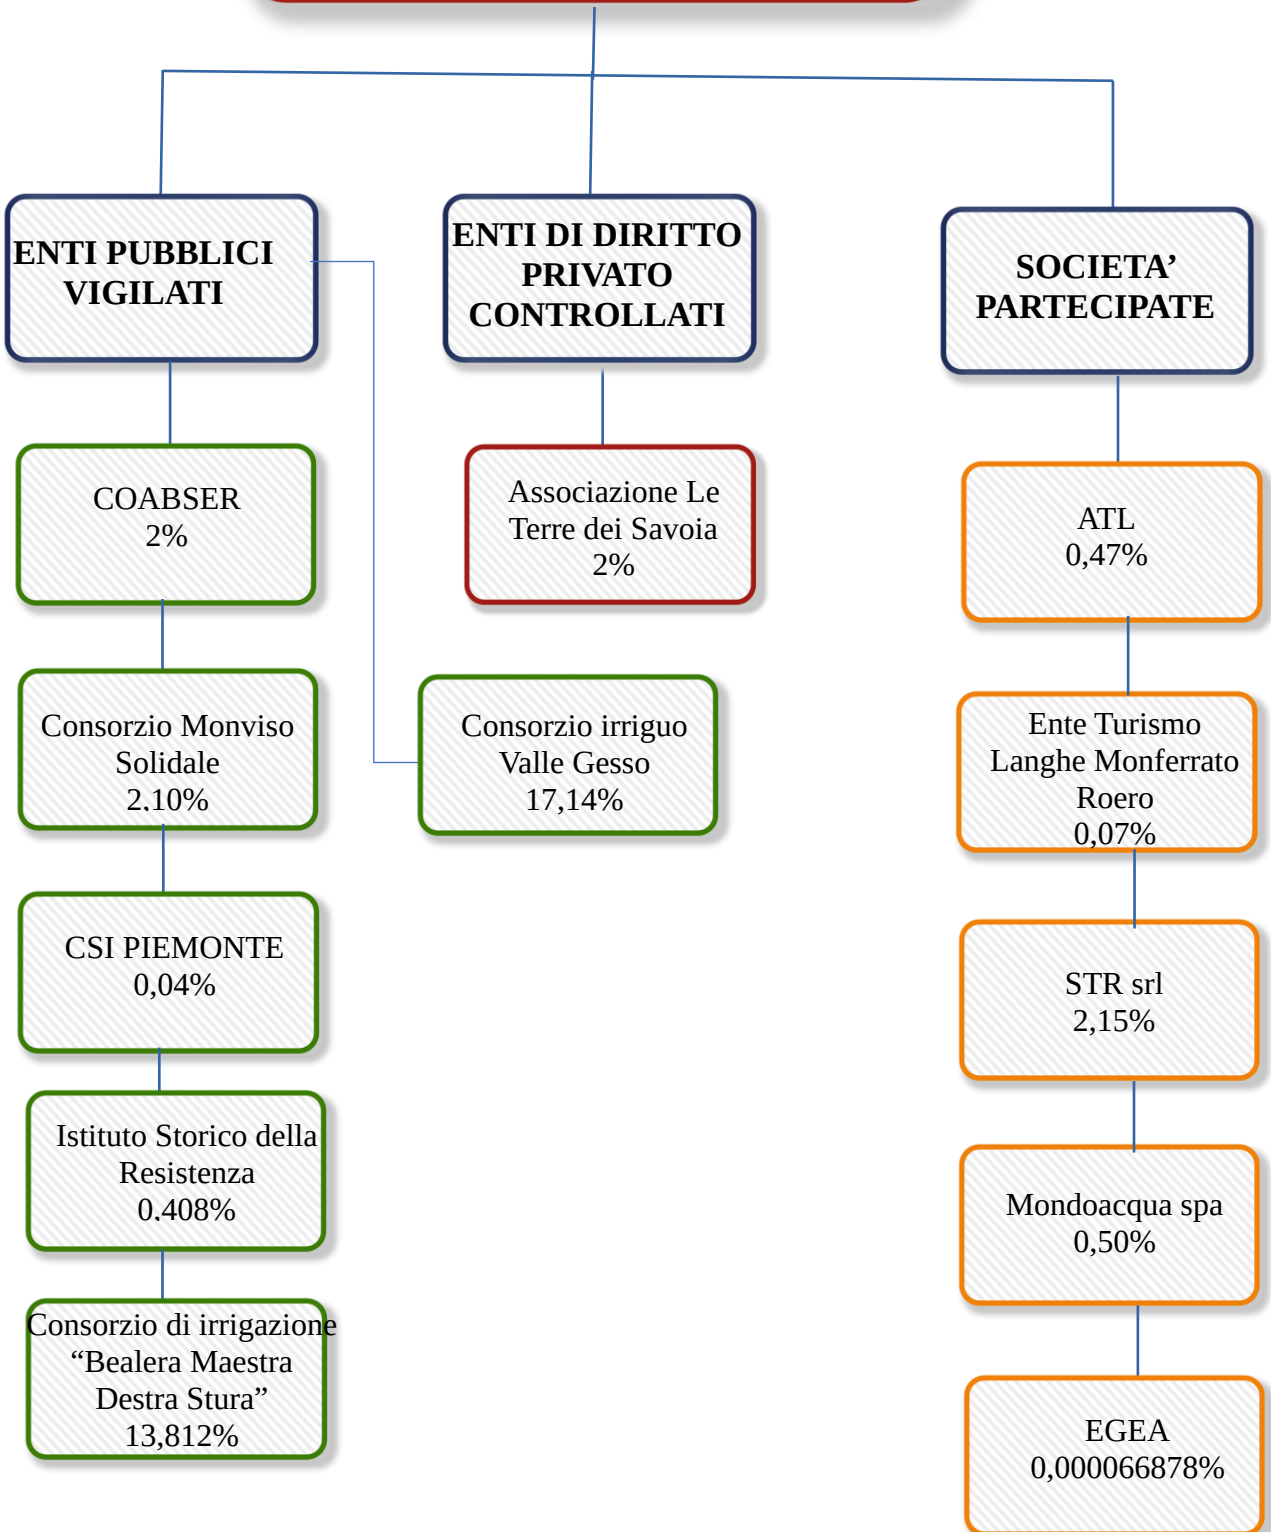 ENTI PUBBLICI
VIGILATI
ENTI DI DIRITTO
PRIVATO
CONTROLLATI
SOCIETA’
PARTECIPATE
COABSER
2%
Associazione Le
Terre dei Savoia
2%
ATL
0,47%
Consorzio Monviso
Solidale
2,10%
Consorzio irriguo
Valle Gesso
17,14%
Ente Turismo
Langhe Monferrato
Roero
0,07%
CSI PIEMONTE
0,04%
STR srl
2,15%
Istituto Storico della
Resistenza
0,408%
Mondoacqua spa
0,50%
Consorzio di irrigazione
“Bealera Maestra
Destra Stura”
13,812%
EGEA
0,000066878%